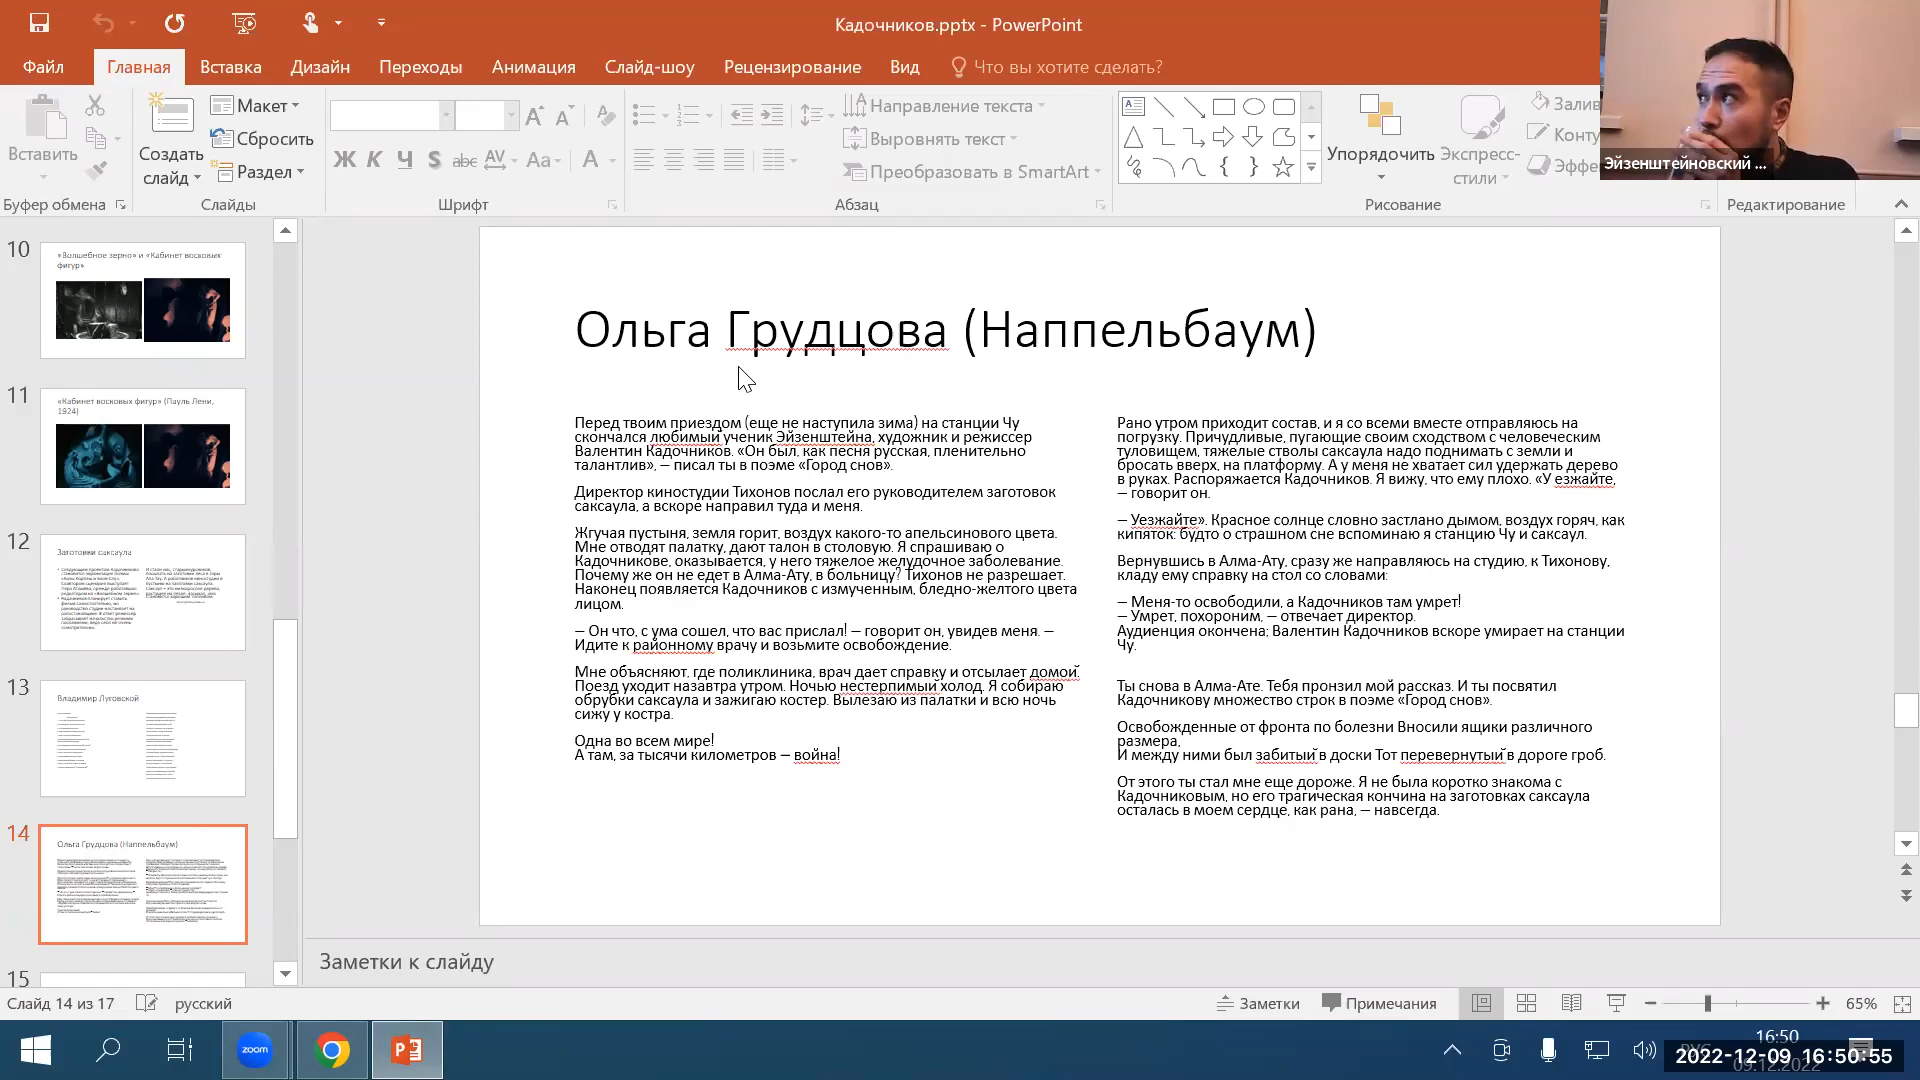 Кадочников.pptx - PowerPoint
Файл
Главная
Вставка
Дизайн
Переходы
Анимация
Слайд-шоу
Рецензирование
Вид
Что вы хотите сделать?
Вставить
Создать слайд
Макет
Сбросить
Раздел
Направление текста
Выровнять текст
Преобразовать в SmartArt
Упорядочить
Экспресс-стили
Буфер обмена
Слайды
Шрифт
Абзац
Рисование
Редактирование
Эйзенштейновский ...
10
«Волшебное зерно» и «Кабинет восковых
фигур»
11
«Кабинет восковых фигур» (Пауль Лени,
1924)
12
Заготовки саксаула
13
Владимир Луговской
14
Ольга Грудцова (Наппельбаум)
15
Ольга Грудцова (Наппельбаум)
Перед твоим приездом (еще не наступила зима) на станции Чу
скончался любимый ученик Эйзенштейна, художник и режиссер
Валентин Кадочников. «Он был, как песня русская, пленительно
талантлив», — писал ты в поэме «Город снов».
Директор киностудии Тихонов послал его руководителем заготовок
саксаула, а вскоре направил туда и меня.
Жгучая пустыня, земля горит, воздух какого-то апельсинового цвета.
Мне отводят палатку, дают талон в столовую. Я спрашиваю о
Кадочникове, оказывается, у него тяжелое желудочное заболевание.
Почему же он не едет в Алма-Ату, в больницу? Тихонов не разрешает.
Наконец появляется Кадочников с измученным, бледно-желтого цвета
лицом.
— Он что, с ума сошел, что вас прислал! — говорит он, увидев меня. —
Идите к районному врачу и возьмите освобождение.
Мне объясняют, где поликлиника, врач дает справку и отсылает домой.
Поезд уходит назавтра утром. Ночью нестерпимый холод. Я собираю
обрубки саксаула и зажигаю костер. Вылезаю из палатки и всю ночь
сижу у костра.
Одна во всем мире!
А там, за тысячи километров — война!
Рано утром приходит состав, и я со всеми вместе отправляюсь на
погрузку. Причудливые, пугающие своим сходством с человеческим
туловищем, тяжелые стволы саксаула надо поднимать с земли и
бросать вверх, на платформу. А у меня не хватает сил удержать дерево
в руках. Распоряжается Кадочников. Я вижу, что ему плохо. «У езжайте,
— говорит он.
— Уезжайте». Красное солнце словно застлано дымом, воздух горяч, как
кипяток: будто о страшном сне вспоминаю я станцию Чу и саксаул.
Вернувшись в Алма-Ату, сразу же направляюсь на студию, к Тихонову,
кладу ему справку на стол со словами:
— Меня-то освободили, а Кадочников там умрет!
— Умрет, похороним, — отвечает директор.
Аудиенция окончена; Валентин Кадочников вскоре умирает на станции
Чу.
Ты снова в Алма-Ате. Тебя пронзил мой рассказ. И ты посвятил
Кадочникову множество строк в поэме «Город снов».
Освобожденные от фронта по болезни Вносили ящики различного
размера,
И между ними был забитый в доски Тот перевернутый в дороге гроб.
От этого ты стал мне еще дороже. Я не была коротко знакома с
Кадочниковым, но его трагическая кончина на заготовках саксаула
осталась в моем сердце, как рана, — навсегда.
Заметки к слайду
Слайд 14 из 17
русский
Заметки
Примечания
65%
zoom
16:50
2022-12-09 16:50:55